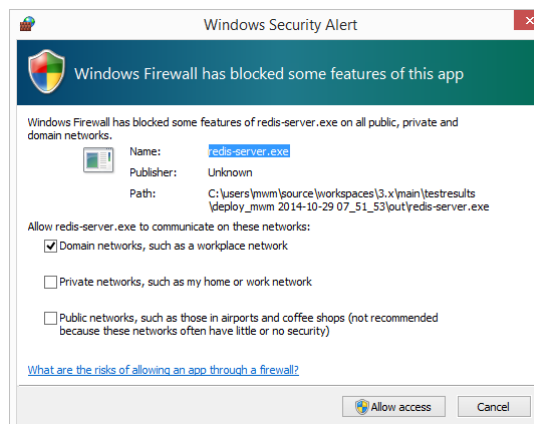 Windows Security Alert
Windows Firewall has blocked some features of this app
Windows Firewall has blocked some features of redis-server.exe on all public, private and
domain networks.
Name: redis-server.exe
Publisher: Unknown
Path: C:\users\mwm\source\workspaces\3.x\main\testresults
\deploy_mwm 2014-10-29 07_51_53\out\redis-server.exe
Allow redis-server.exe to communicate on these networks:
Domain networks, such as a workplace network
Private networks, such as my home or work network
Public networks, such as those in airports and coffee shops (not recommended
because these networks often have little or no security)
What are the risks of allowing an app through a firewall?
Allow access Cancel